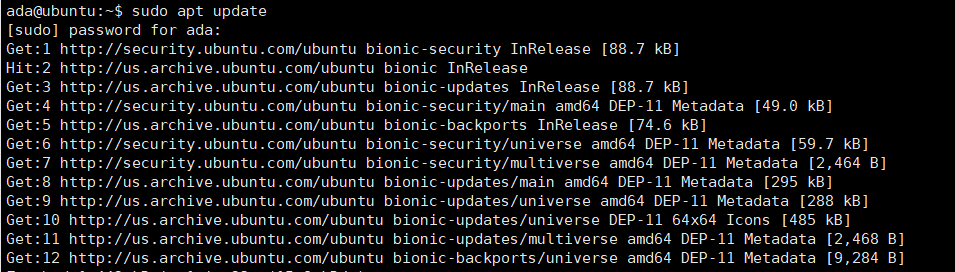 ada@ubuntu:~$ sudo apt update
[sudo] password for ada:
Get:1 http://security.ubuntu.com/ubuntu bionic-security InRelease [88.7 kB]
Hit:2 http://us.archive.ubuntu.com/ubuntu bionic InRelease
Get:3 http://us.archive.ubuntu.com/ubuntu bionic-updates InRelease [88.7 kB]
Get:4 http://security.ubuntu.com/ubuntu bionic-security/main amd64 DEP-11 Metadata [49.0 kB]
Get:5 http://us.archive.ubuntu.com/ubuntu bionic-backports InRelease [74.6 kB]
Get:6 http://security.ubuntu.com/ubuntu bionic-security/universe amd64 DEP-11 Metadata [59.7 kB]
Get:7 http://security.ubuntu.com/ubuntu bionic-security/multiverse amd64 DEP-11 Metadata [2,464 B]
Get:8 http://us.archive.ubuntu.com/ubuntu bionic-updates/main amd64 DEP-11 Metadata [295 kB]
Get:9 http://us.archive.ubuntu.com/ubuntu bionic-updates/universe amd64 DEP-11 Metadata [288 kB]
Get:10 http://us.archive.ubuntu.com/ubuntu bionic-updates/universe DEP-11 64x64 Icons [485 kB]
Get:11 http://us.archive.ubuntu.com/ubuntu bionic-updates/multiverse amd64 DEP-11 Metadata [2,468 B]
Get:12 http://us.archive.ubuntu.com/ubuntu bionic-backports/universe amd64 DEP-11 Metadata [9,284 B]